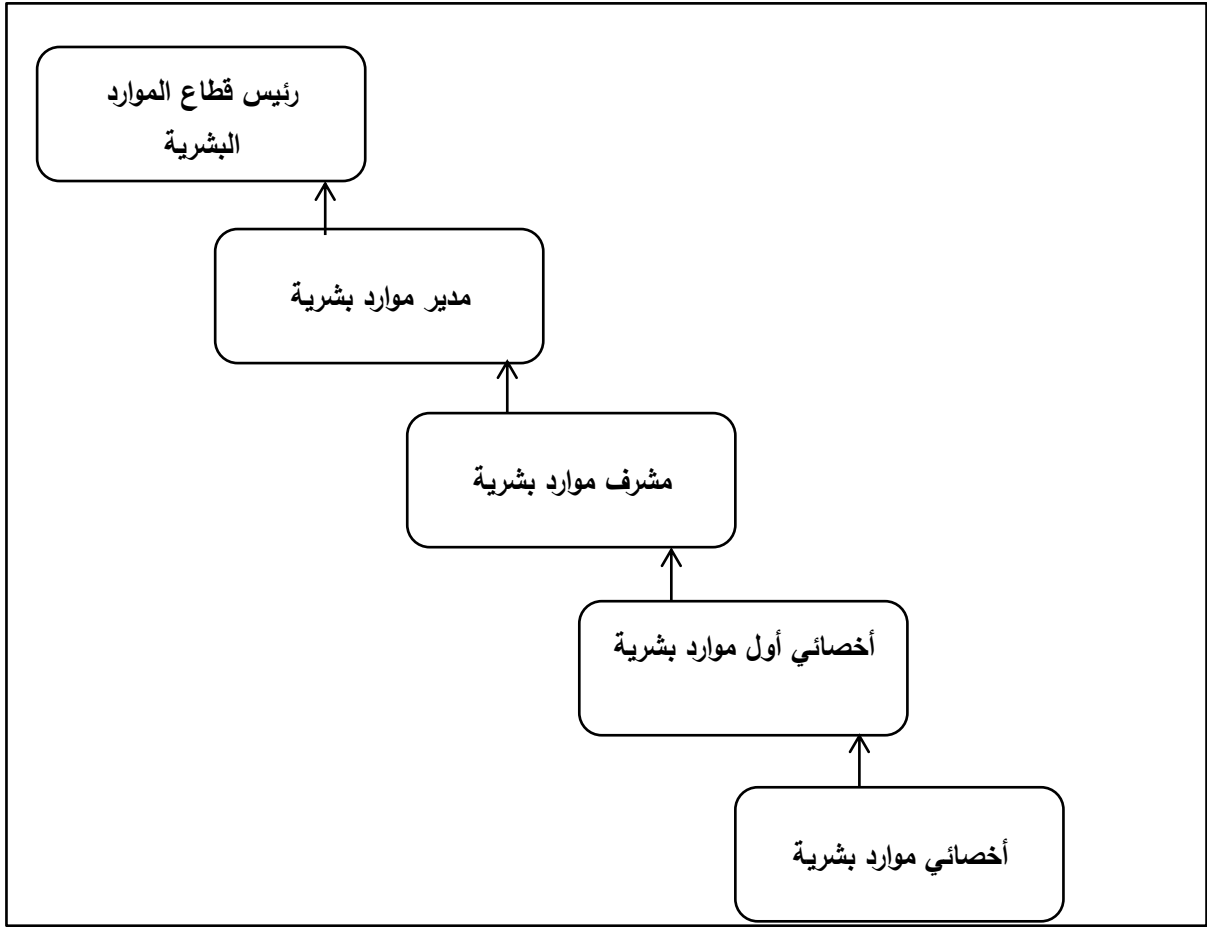 رئيس قطاع الموارد
البشرية
مدير موارد بشرية
مشرف موارد بشرية
أخصائي أول موارد بشرية
أخصائي موارد بشرية